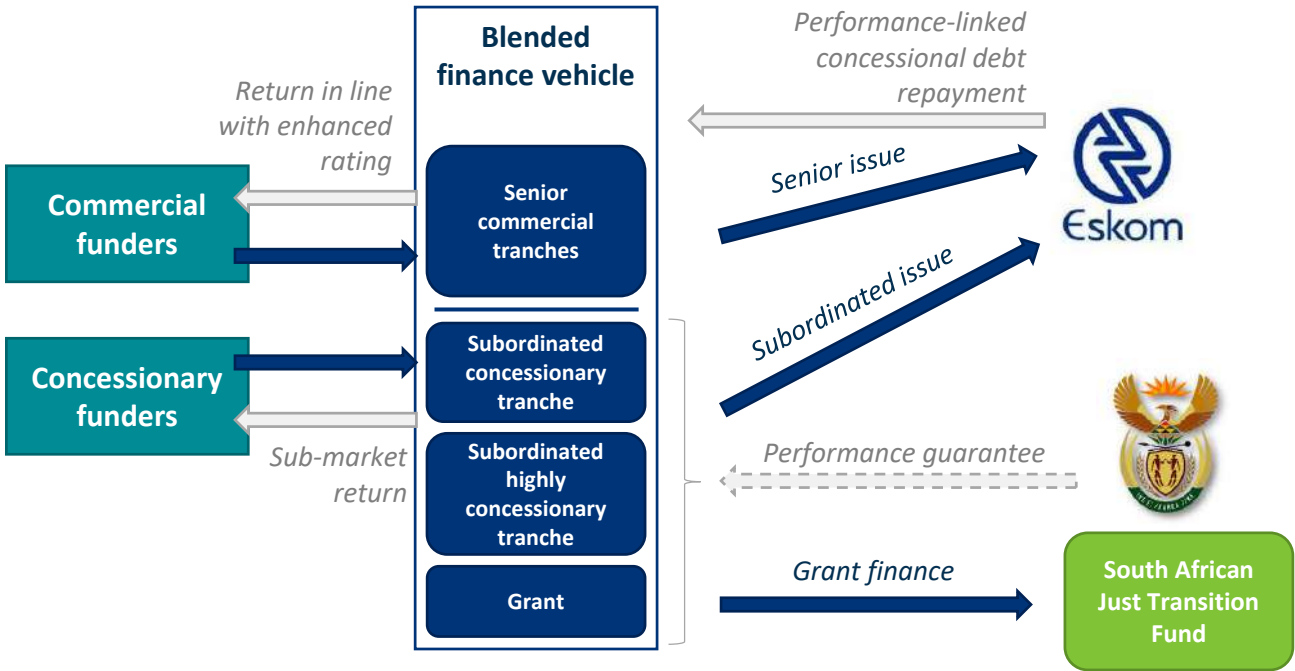 Blended
finance vehicle
Performance-linked
concessional debt
repayment
Return in line
with enhanced
rating
Commercial
funders
Senior
commercial
tranches
Senior issue
Eskom
Concessionary
funders
Subordinated
concessionary
tranche
Subordinated issue
Sub-market
return
Subordinated
highly
concessionary
tranche
Performance guarantee
Grant
Grant finance
South African
Just Transition
Fund